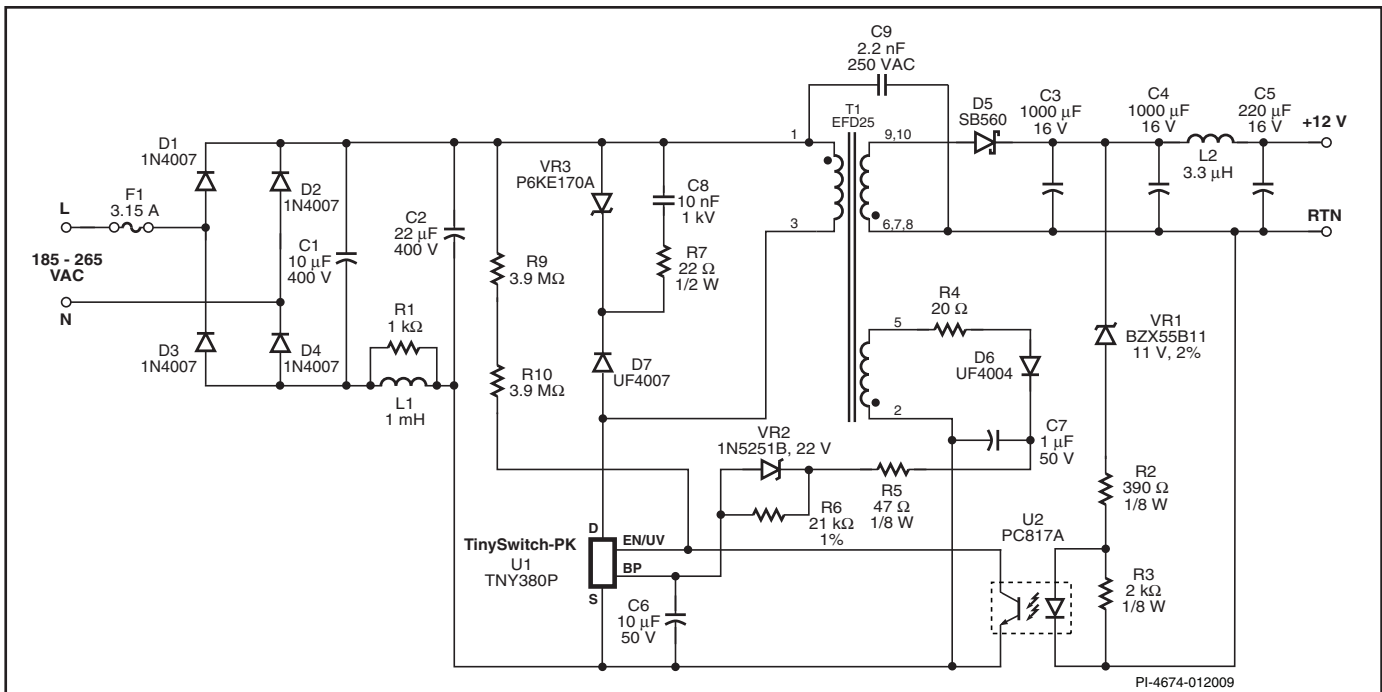 C9
2.2 nF
250 VAC
D1
1N4007
F1
3.15 A
L
185 - 265
VAC
N
D2
1N4007
C1
10 μF
400 V
D3
1N4007
D4
1N4007
R1
1 kΩ
L1
1 mH
C2
22 μF
400 V
R9
3.9 MΩ
R10
3.9 MΩ
VR3
P6KE170A
C8
10 nF
1 kV
R7
22 Ω
1/2 W
D7
UF4007
1
3
T1
EFD25
9,10
6,7,8
5
2
D5
SB560
C3
1000 μF
16 V
C4
1000 μF
16 V
L2
3.3 μH
C5
220 μF
16 V
+12 V
RTN
R4
20 Ω
D6
UF4004
C7
1 μF
50 V
VR1
BZX55B11
11 V, 2%
R2
390 Ω
1/8 W
R3
2 kΩ
1/8 W
VR2
1N5251B, 22 V
R6
21 kΩ
1%
R5
47 Ω
1/8 W
U2
PC817A
TinySwitch-PK
U1
TNY380P
D
S
EN/UV
BP
C6
10 μF
50 V
PI-4674-012009